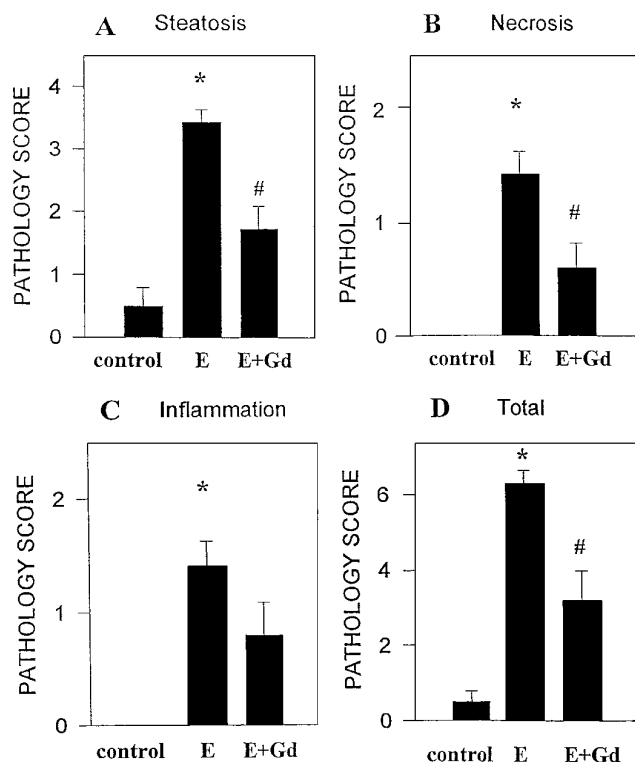 A Steatosis
PATHOLOGY SCORE
4
3
2
1
0
*
#
control E E+Gd
B Necrosis
PATHOLOGY SCORE
2
1
0
*
#
control E E+Gd
C Inflammation
PATHOLOGY SCORE
2
1
0
*
control E E+Gd
D Total
PATHOLOGY SCORE
6
4
2
0
*
#
control E E+Gd